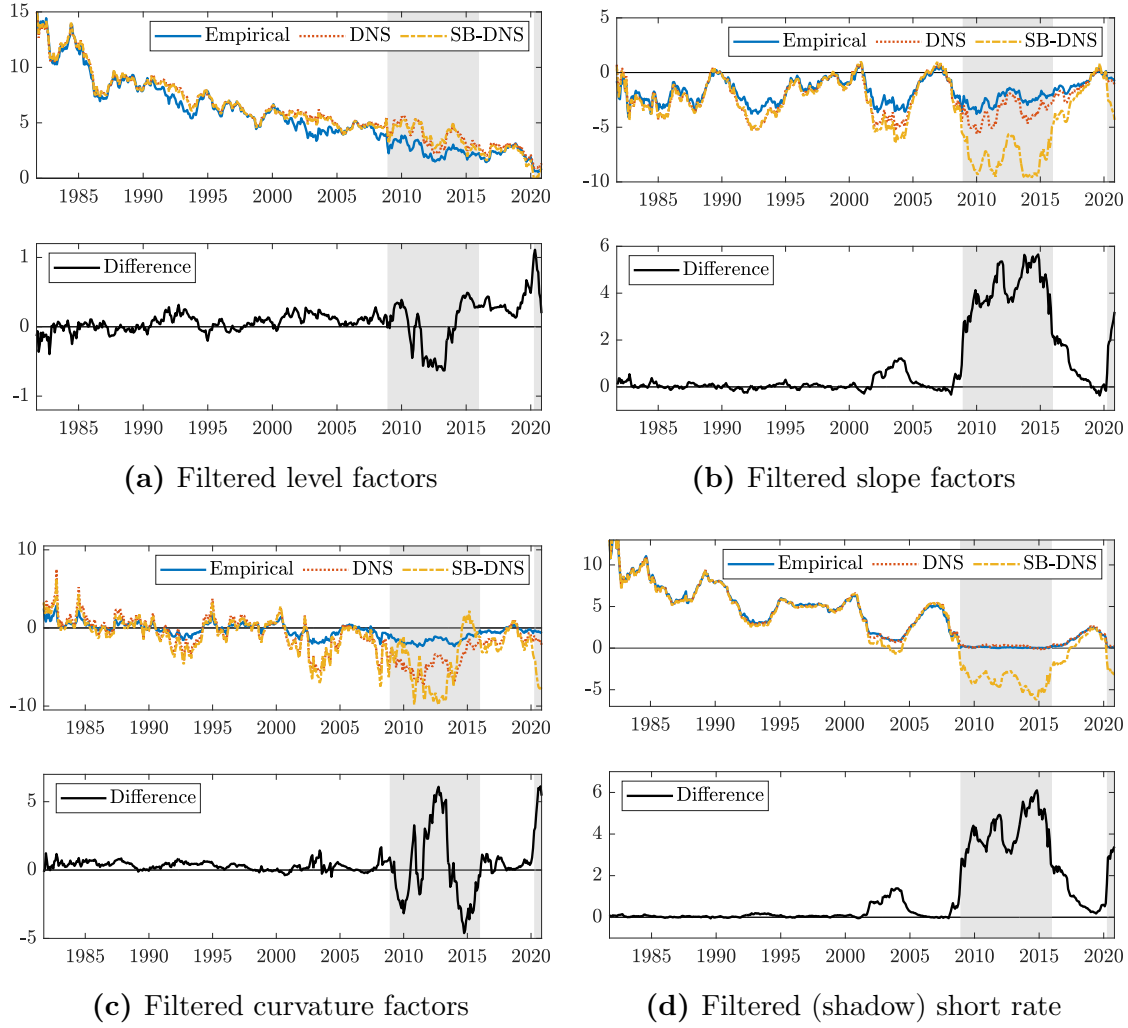 Empirical DNS SB-DNS
15
10
5
0
1985 1990 1995 2000 2005 2010 2015 2020
Difference
1
0
-1
1985 1990 1995 2000 2005 2010 2015 2020
(a) Filtered level factors
Empirical DNS SB-DNS
5
0
-5
-10
1985 1990 1995 2000 2005 2010 2015 2020
Difference
6
4
2
0
1985 1990 1995 2000 2005 2010 2015 2020
(b) Filtered slope factors
Empirical DNS SB-DNS
10
0
-10
1985 1990 1995 2000 2005 2010 2015 2020
Difference
5
0
-5
1985 1990 1995 2000 2005 2010 2015 2020
(c) Filtered curvature factors
Empirical DNS SB-DNS
10
5
0
-5
1985 1990 1995 2000 2005 2010 2015 2020
Difference
6
4
2
0
1985 1990 1995 2000 2005 2010 2015 2020
(d) Filtered (shadow) short rate